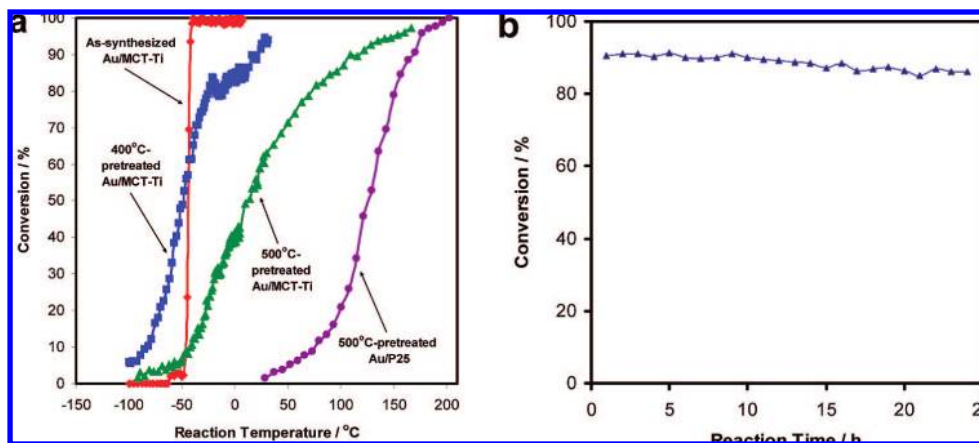 a
100
90
80
70
60
50
40
30
20
10
0
Conversion / %
As-synthesized
Au/MCT-Ti
400°C-
pretreated
Au/MCT-Ti
500°C-
pretreated
Au/MCT-Ti
500°C-pretreated
Au/P25
-150 -100 -50 0 50 100 150 200
Reaction Temperature / °C
b
100
80
60
40
20
0
Conversion / %
0 5 10 15 20
Reaction Time / h